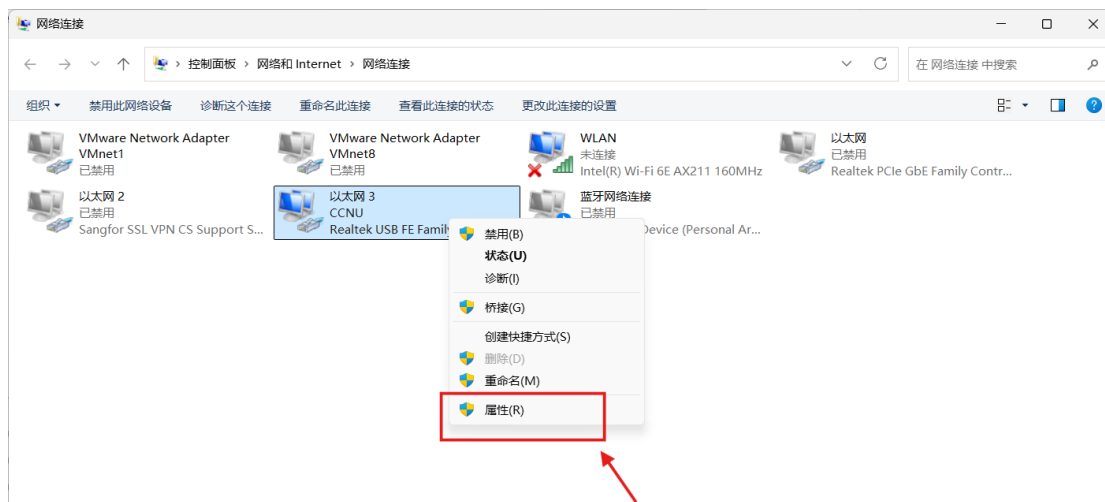 网络连接
控制面板 › 网络和 Internet › 网络连接
在 网络连接 中搜索
组织 禁用此网络设备 诊断这个连接 重命名此连接 查看此连接的状态 更改此连接的设置
VMware Network Adapter
VMnet1
已禁用
VMware Network Adapter
VMnet8
已禁用
WLAN
未连接
Intel(R) Wi-Fi 6E AX211 160MHz
以太网
已禁用
Realtek PCIe GbE Family Contr...
以太网 2
已禁用
Sangfor SSL VPN CS Support S...
以太网 3
CCNU
Realtek USB FE Family
蓝牙网络连接
已禁用
Device (Personal Ar...
禁用(B)
状态(U)
诊断(I)
桥接(G)
创建快捷方式(S)
删除(D)
重命名(M)
属性(R)